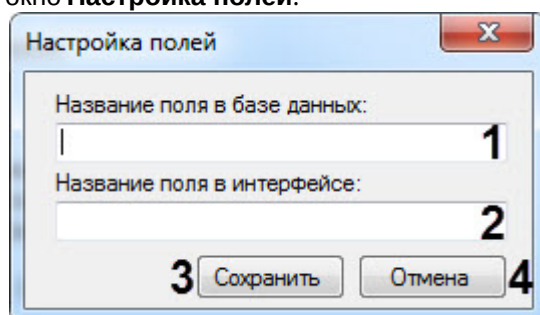 окно Настройка полей.
Настройка полей
Название поля в базе данных:
1
Название поля в интерфейсе:
2
3 Сохранить Отмена 4